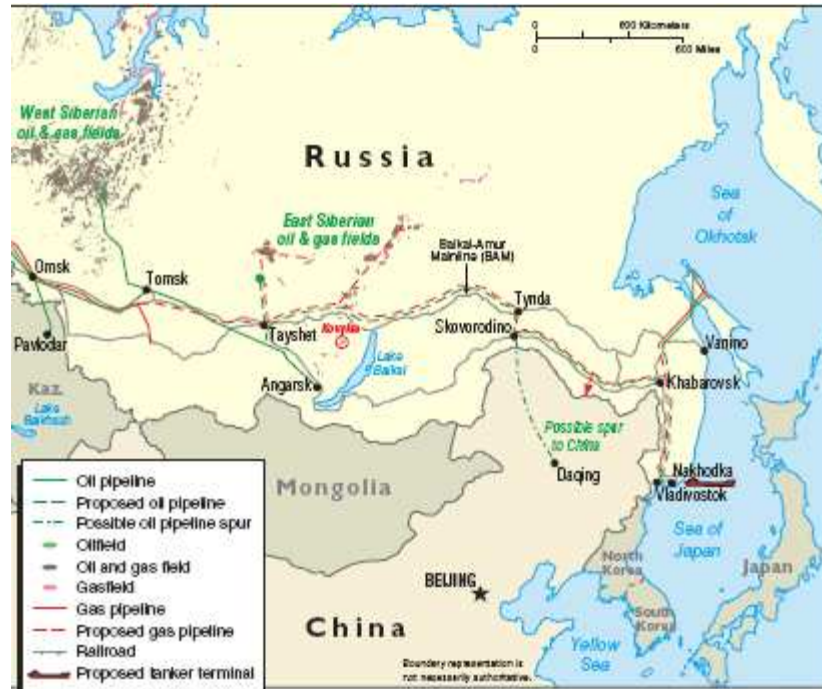 0 600 Kilometers
0 600 Miles
West Siberian
oil & gas fields
Russia
Sea
of
Okhotsk
East Siberian
oil & gas fields
Baikal-Amur
Mainline (BAM)
Omsk
Tomsk
Tynda
Tayshet
Kovykta
Skovorodino
Vanino
Pavlodar
Lake
Baikal
Angarsk
Khabarovsk
Kaz.
Lake
Balkhash
Possible spur
to China
Daqing
Nakhodka
Vladivostok
Mongolia
Sea of
Japan
Japan
North
Korea
South
Korea
BEIJING
China
Yellow
Sea
Boundary representation is
not necessarily authoritative.
Oil pipeline
Proposed oil pipeline
Possible oil pipeline spur
Oilfield
Oil and gas field
Gasfield
Gas pipeline
Proposed gas pipeline
Railroad
Proposed tanker terminal